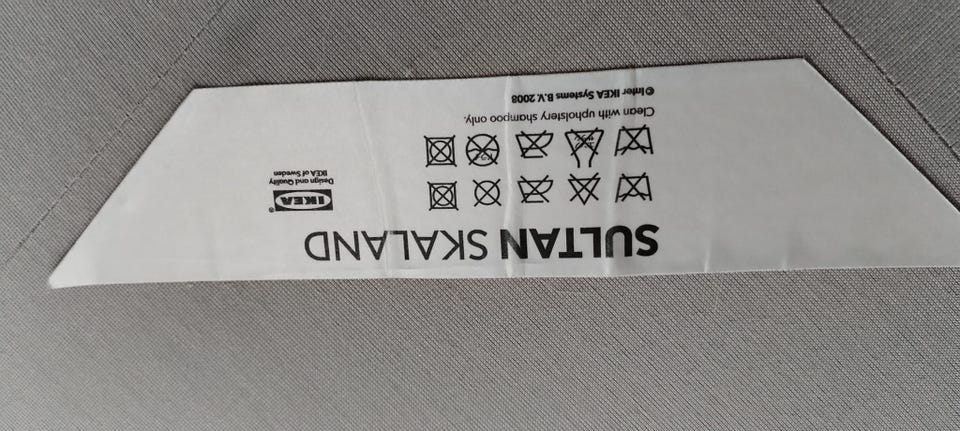 SULTAN SKALAND
IKEA®
Design and Quality
IKEA of Sweden
Clean with upholstery shampoo only.
© Inter IKEA Systems B.V. 2008